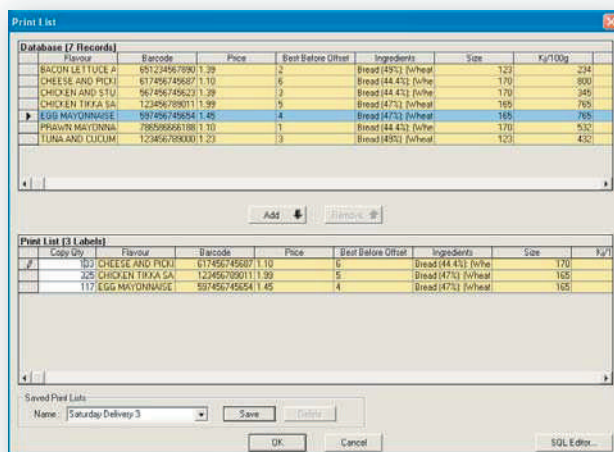 Print List
Database (7 Records)
Flavour Barcode Price Best Before Offset Ingredients Size Kj/100g
BACON LETTUCE A 651234567890 1.39 2 Bread (49%): (Wheat 123 234
CHEESE AND PICKI 617456745687 1.10 6 Bread (44.4%): (Whe 170 800
CHICKEN AND STU 567456745623 1.39 3 Bread (44.4%): (Whe 170 345
CHICKEN TIKKA SA 123456789011 1.99 5 Bread (47%): (Wheat 165 765
EGG MAYONNAISE 597456745654 1.45 4 Bread (47%): (Wheat 165 765
PRAWN MAYONNA 1.10 1 Bread (44.4%): (Whe 170 532
TUNA AND CUCUM 123456789000 1.23 3 Bread (49%): (Wheat 123 432
Add Remove
Print List (3 Labels)
Copy Qty Flavour Barcode Price Best Before Offset Ingredients Size Kj/1
CHEESE AND PICKI 617456745687 1.10 6 Bread (44.4%): (Whe 170
325 CHICKEN TIKKA SA 123456789011 1.99 5 Bread (47%): (Wheat 165
117 EGG MAYONNAISE 597456745654 1.45 4 Bread (47%): (Wheat 165
Saved Print Lists
Name : Saturday Delivery 3 Save Delete
OK Cancel SQL Editor...